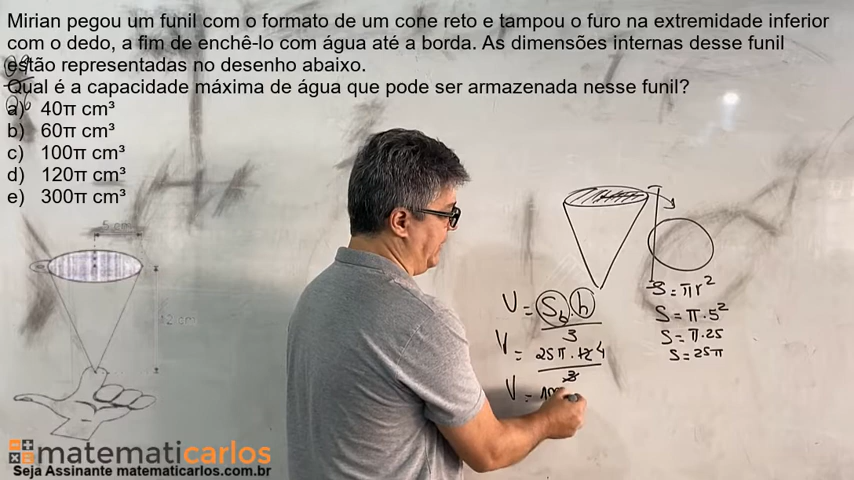 Mirian pegou um funil com o formato de um cone reto e tampou o furo na extremidade inferior
com o dedo, a fim de enchê-lo com água até a borda. As dimensões internas desse funil
estão representadas no desenho abaixo.
Qual é a capacidade máxima de água que pode ser armazenada nesse funil?
a) 40π cm³
b) 60π cm³
c) 100π cm³
d) 120π cm³
e) 300π cm³
5 cm
12 cm
V = Sb.h
3
V = 25π . 12 4
3
V = 10
S = πr²
S = π.5²
S = π.25
S = 25π
matematicarlos
Seja Assinante matematicarlos.com.br